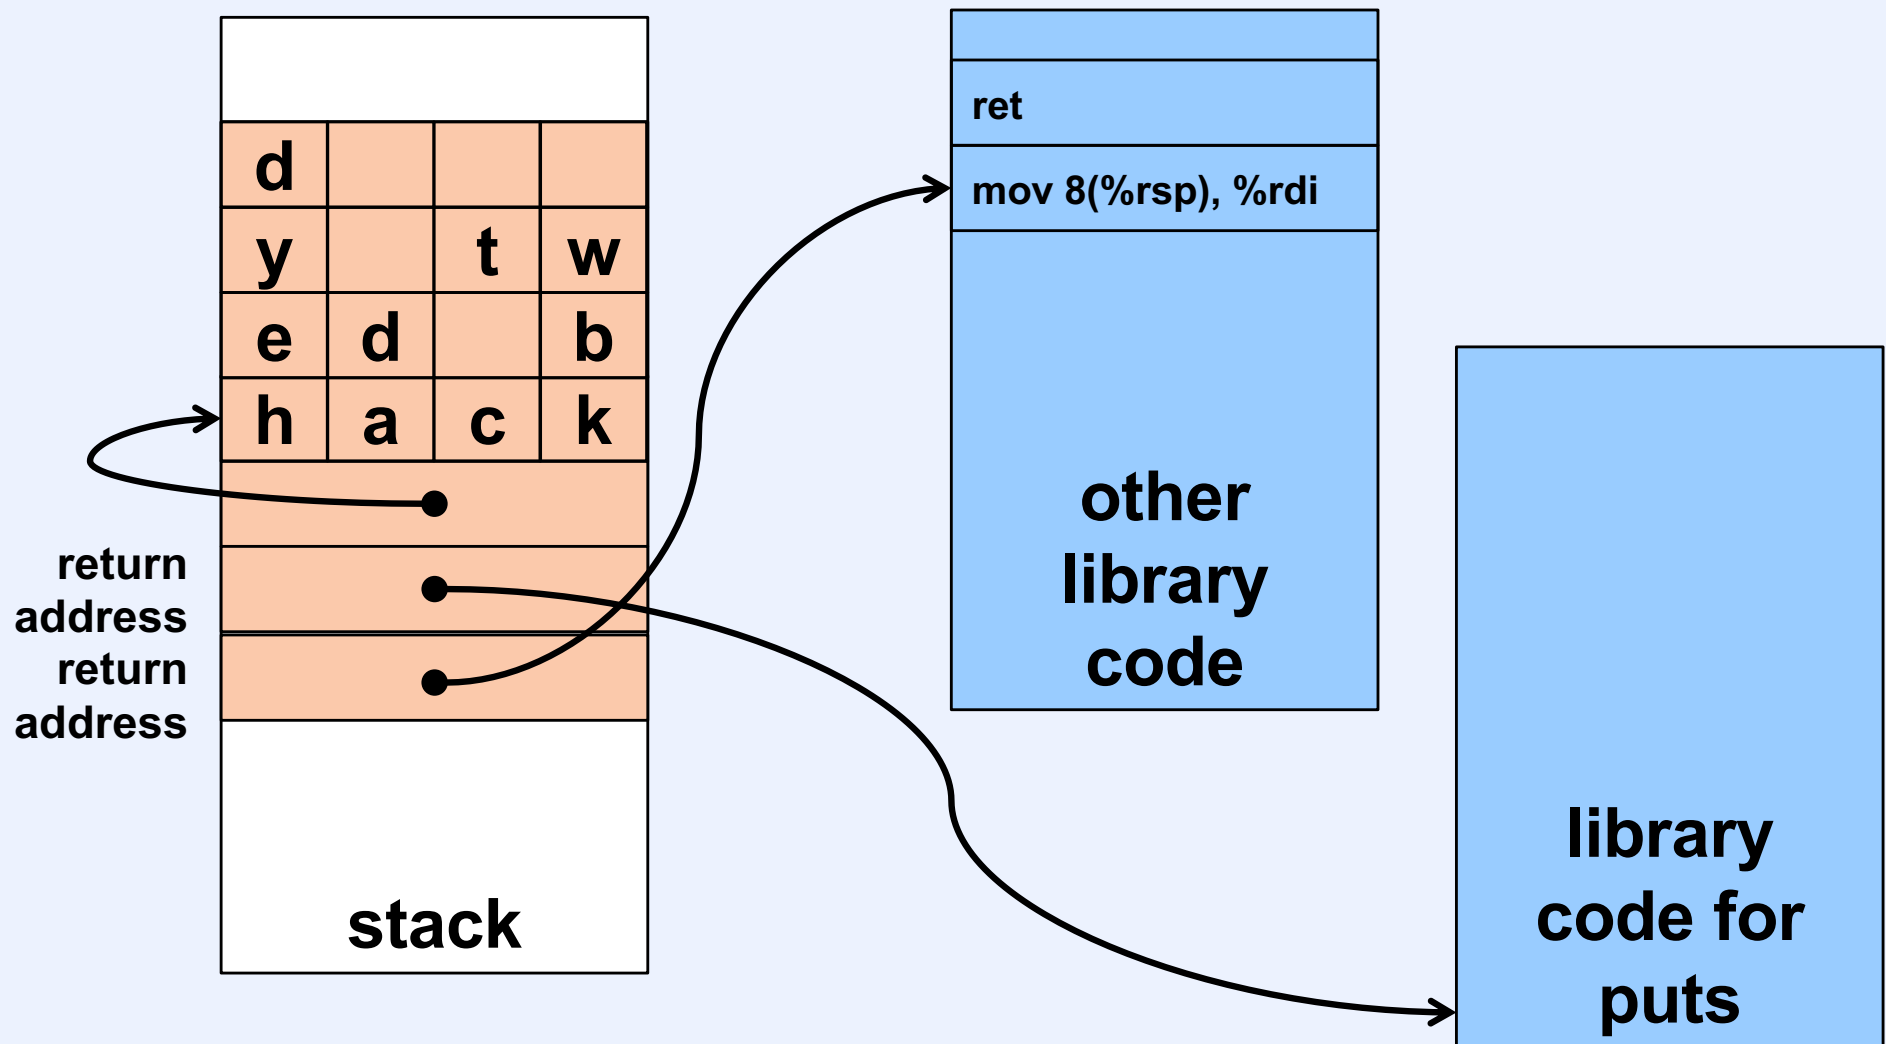 d
y t w
e d b
h a c k
return
address
return
address
stack
ret
mov 8(%rsp), %rdi
other
library
code
library
code for
puts